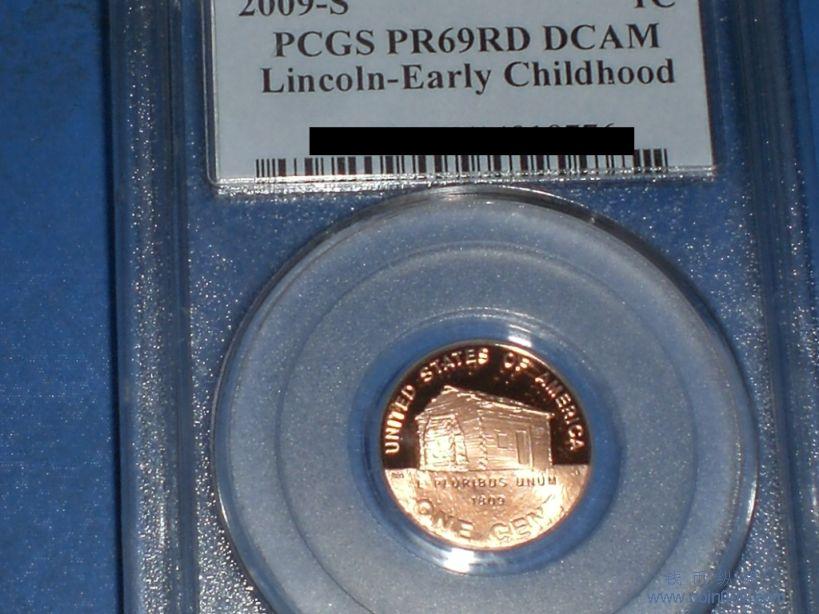 2009-S 1C
PCGS PR69RD DCAM
Lincoln-Early Childhood
UNITED STATES OF AMERICA
E PLURIBUS UNUM
1809
ONE CENT